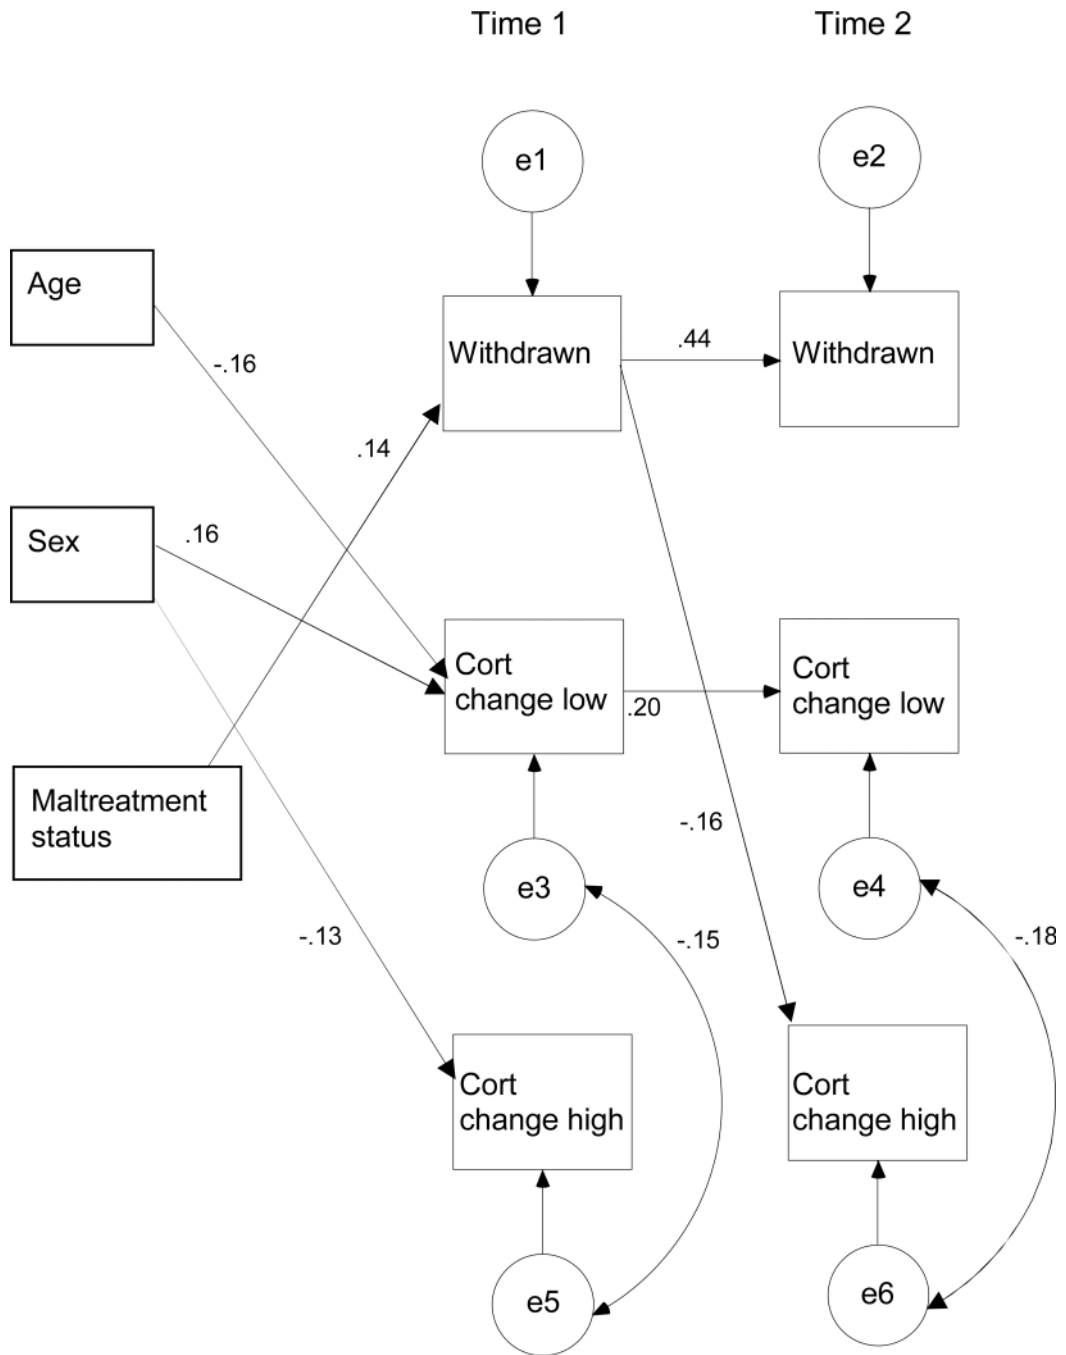 Time 1
Time 2
e1
e2
Age
Withdrawn
.44
Withdrawn
-.16
.14
Sex
.16
Cort
change low
.20
Cort
change low
Maltreatment
status
-.16
e3
e4
-.13
-.15
-.18
Cort
change high
Cort
change high
e5
e6